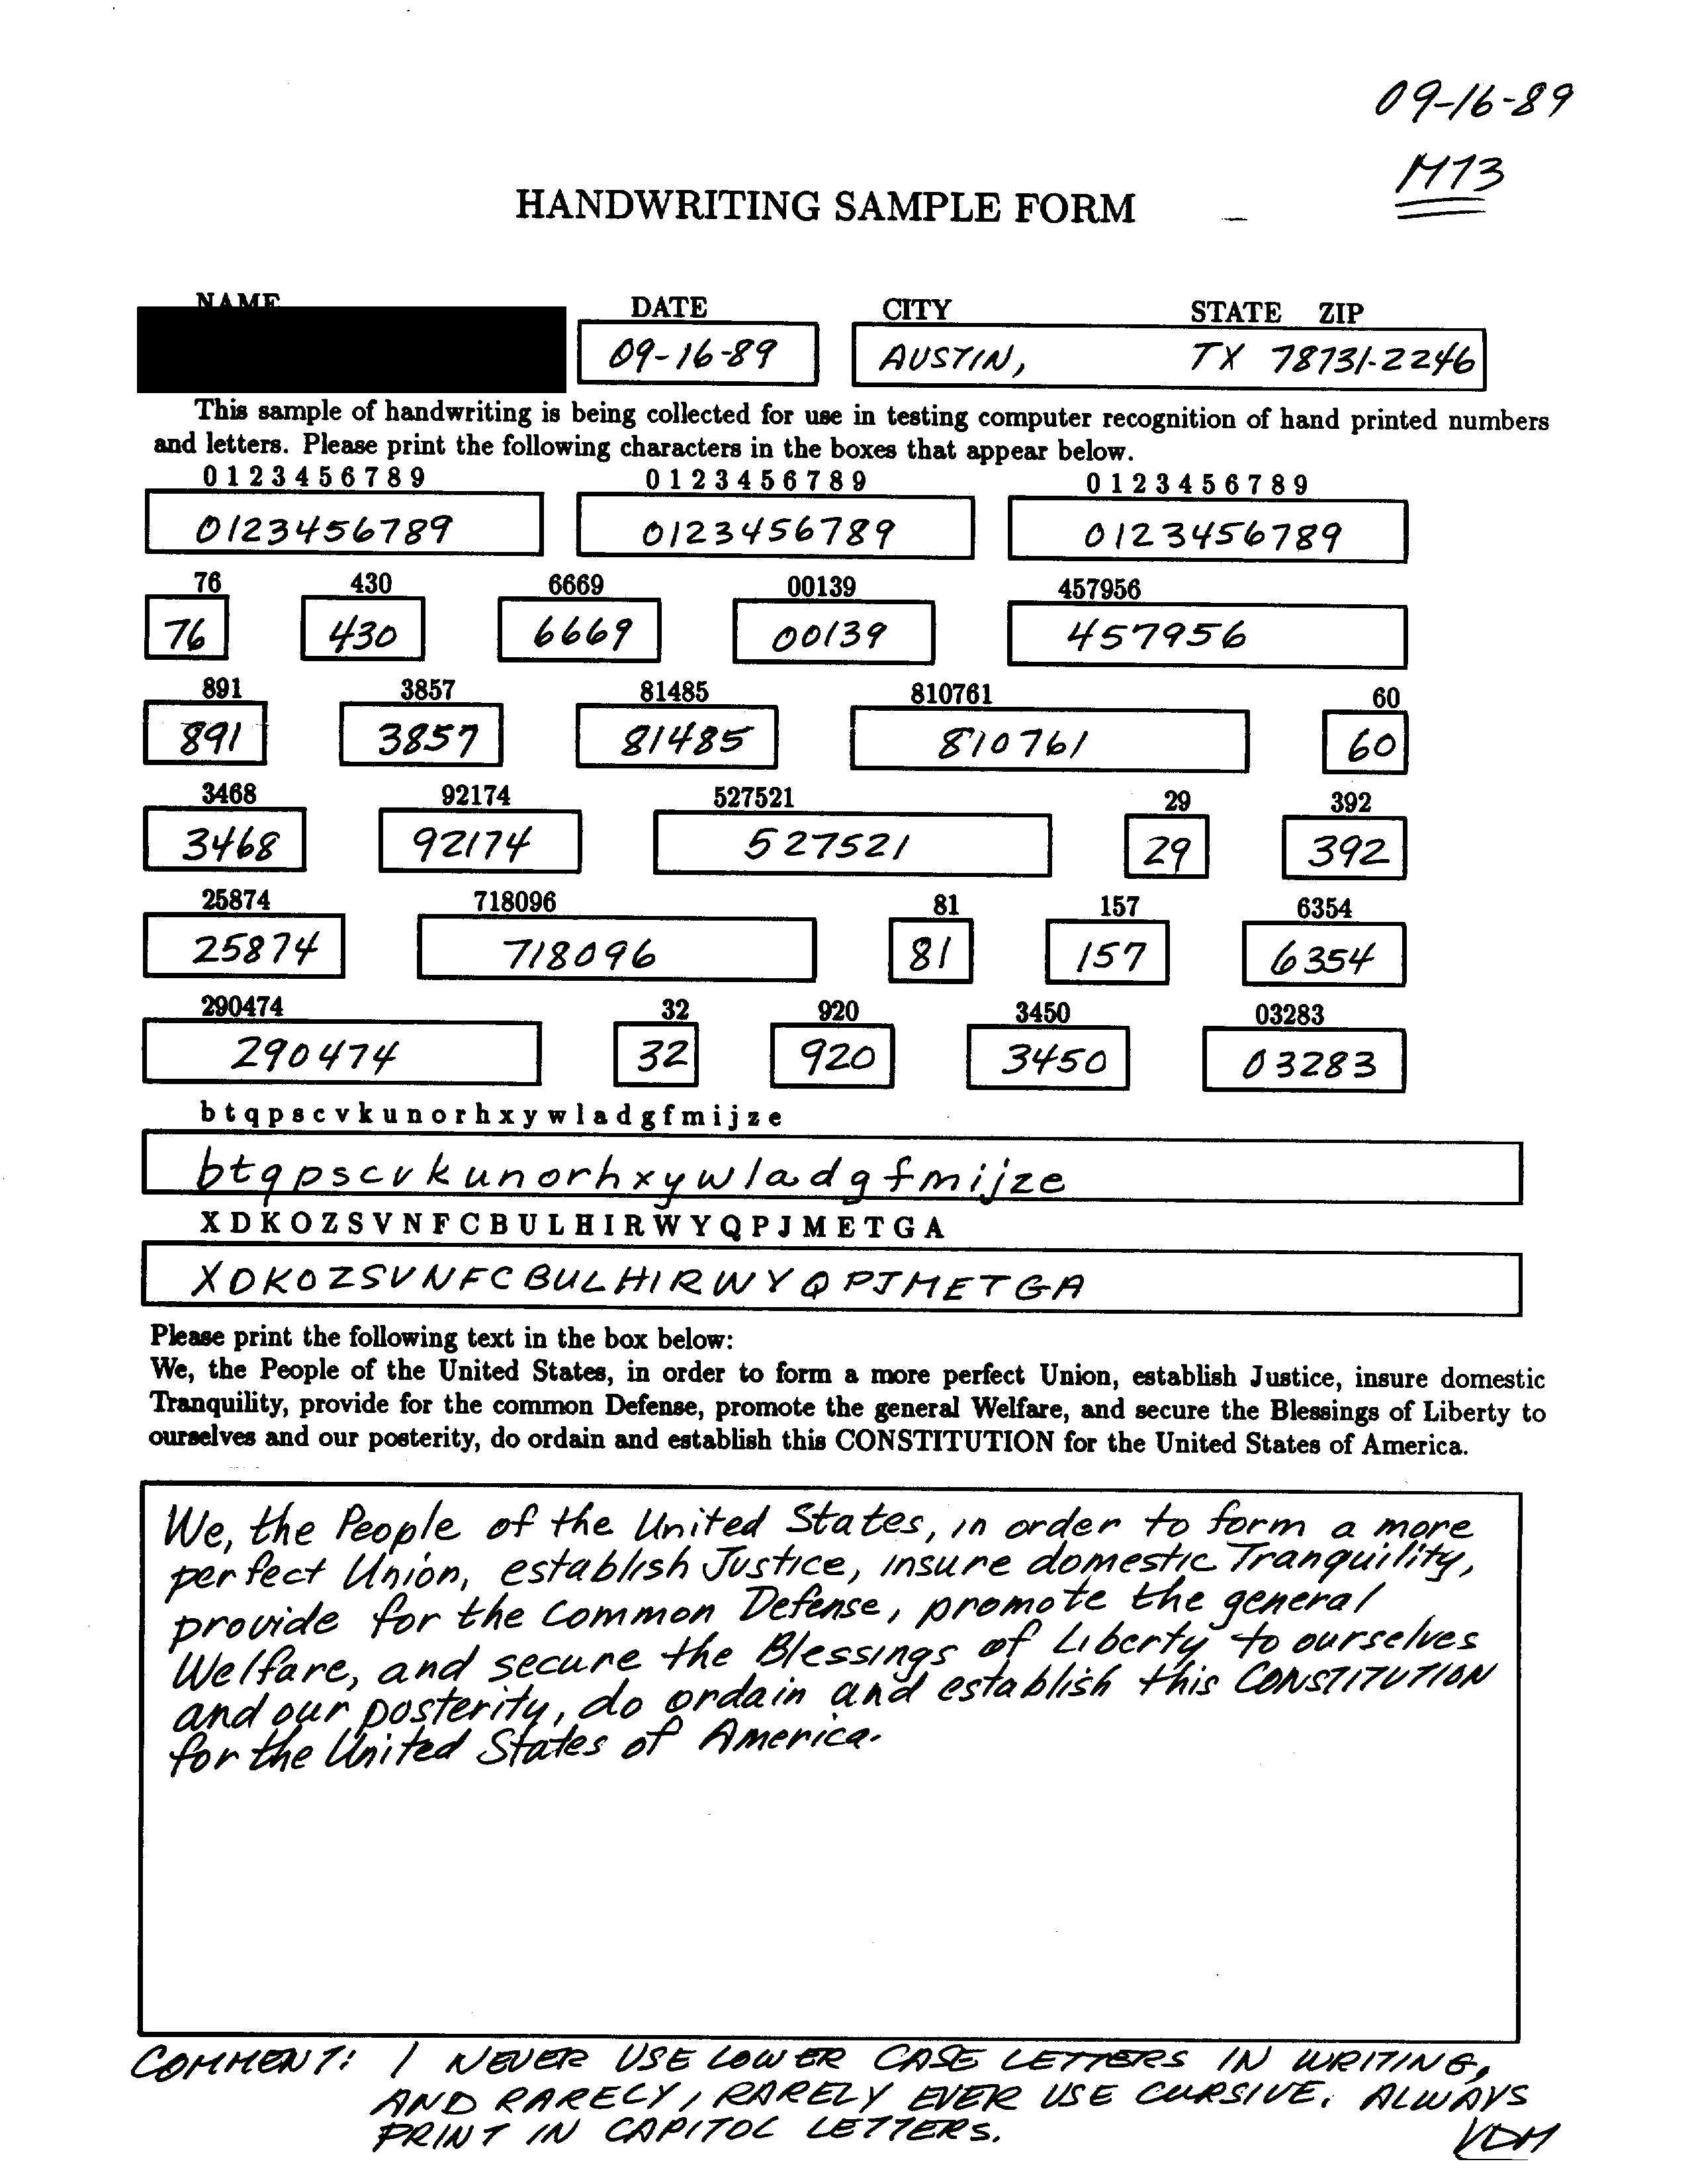 09-16-89
M13
HANDWRITING SAMPLE FORM
NAME
DATE CITY STATE ZIP
09-16-89 AUSTIN, TX 78731-2246
This sample of handwriting is being collected for use in testing computer recognition of hand printed numbers
and letters. Please print the following characters in the boxes that appear below.
0 1 2 3 4 5 6 7 8 9 0 1 2 3 4 5 6 7 8 9 0 1 2 3 4 5 6 7 8 9
0123456789 0123456789 0123456789
76 430 6669 00139 457956
76 430 6669 00139 457956
891 3857 81485 810761 60
891 3857 81485 810761 60
3468 92174 527521 29 392
3468 92174 527521 29 392
25874 718096 81 157 6354
25874 718096 81 157 6354
290474 32 920 3450 03283
290474 32 920 3450 03283
b t q p s c v k u n o r h x y w l a d g f m i j z e
btqpscvkunorhxywladgfmijze
X D K O Z S V N F C B U L H I R W Y Q P J M E T G A
XDKOZSVNFCBULHIRWYQPJMETGA
Please print the following text in the box below:
We, the People of the United States, in order to form a more perfect Union, establish Justice, insure domestic
Tranquility, provide for the common Defense, promote the general Welfare, and secure the Blessings of Liberty to
ourselves and our posterity, do ordain and establish this CONSTITUTION for the United States of America.
We, the People of the United States, in order to form a more
perfect Union, establish Justice, insure domestic Tranquility,
provide for the common Defense, promote the general
Welfare, and secure the Blessings of Liberty to ourselves
and our posterity, do ordain and establish this CONSTITUTION
for the United States of America.
COMMENT: I NEVER USE LOWER CASE LETTERS IN WRITING,
AND RARELY, RARELY EVER USE CURSIVE. ALWAYS
PRINT IN CAPITOL LETTERS.
VDM